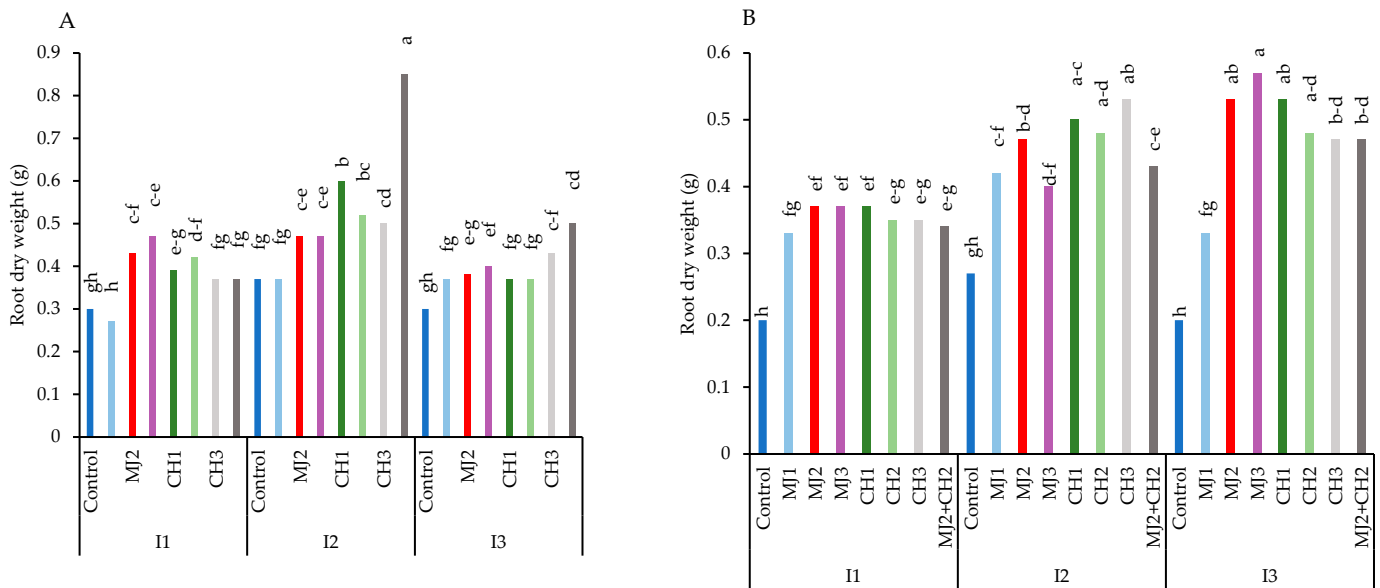 A
Root dry weight (g)
0.9
0.8
0.7
0.6
0.5
0.4
0.3
0.2
0.1
0
gh
h
c-f
c-e
e-g
d-f
fg
fg
fg
fg
c-e
c-e
b
bc
cd
a
gh
fg
e-g
ef
fg
fg
c-f
cd
Control
MJ2
CH1
CH3
Control
MJ2
CH1
CH3
Control
MJ2
CH1
CH3
I1
I2
I3
B
Root dry weight (g)
0.6
0.5
0.4
0.3
0.2
0.1
0
h
fg
ef
ef
ef
e-g
e-g
e-g
gh
c-f
b-d
d-f
a-c
a-d
ab
c-e
h
fg
ab
a
ab
a-d
b-d
b-d
Control
MJ1
MJ2
MJ3
CH1
CH2
CH3
MJ2+CH2
Control
MJ1
MJ2
MJ3
CH1
CH2
CH3
MJ2+CH2
Control
MJ1
MJ2
MJ3
CH1
CH2
CH3
MJ2+CH2
I1
I2
I3